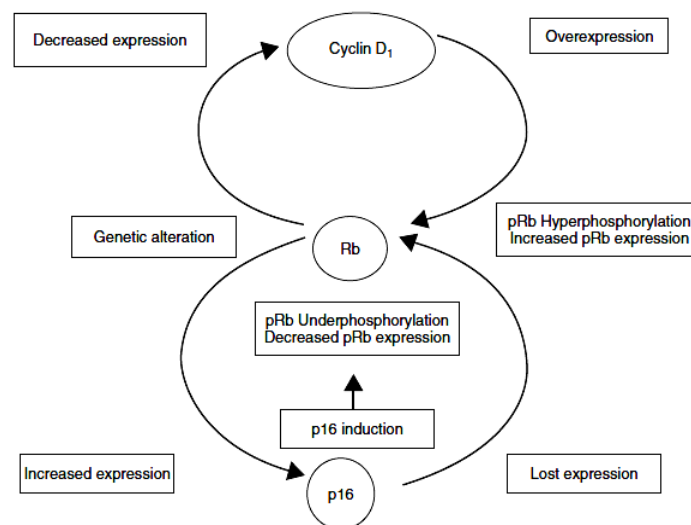 Decreased expression
Cyclin D₁
Overexpression
Genetic alteration
Rb
pRb Hyperphosphorylation
Increased pRb expression
pRb Underphosphorylation
Decreased pRb expression
p16 induction
Increased expression
p16
Lost expression